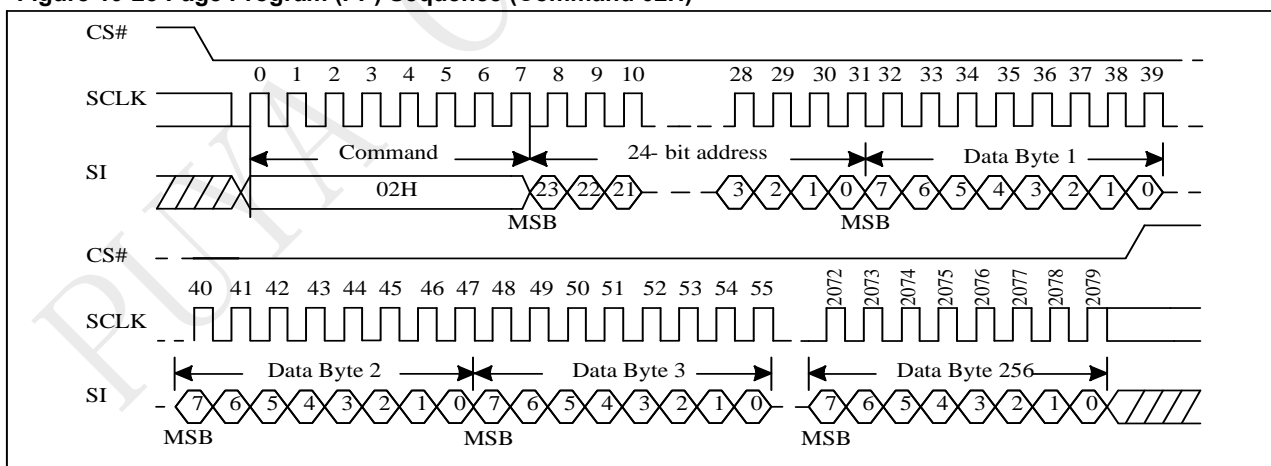 Figure 10-20 Page Program (PP) Sequence (Command 02H)
CS#
0 1 2 3 4 5 6 7 8 9 10 28 29 30 31 32 33 34 35 36 37 38 39
SCLK
Command 24- bit address Data Byte 1
SI
02H 23 22 21 3 2 1 0 7 6 5 4 3 2 1 0
MSB MSB
CS#
40 41 42 43 44 45 46 47 48 49 50 51 52 53 54 55 2072 2073 2074 2075 2076 2077 2078 2079
SCLK
Data Byte 2 Data Byte 3 Data Byte 256
SI
7 6 5 4 3 2 1 0 7 6 5 4 3 2 1 0 7 6 5 4 3 2 1 0
MSB MSB MSB
PUYA